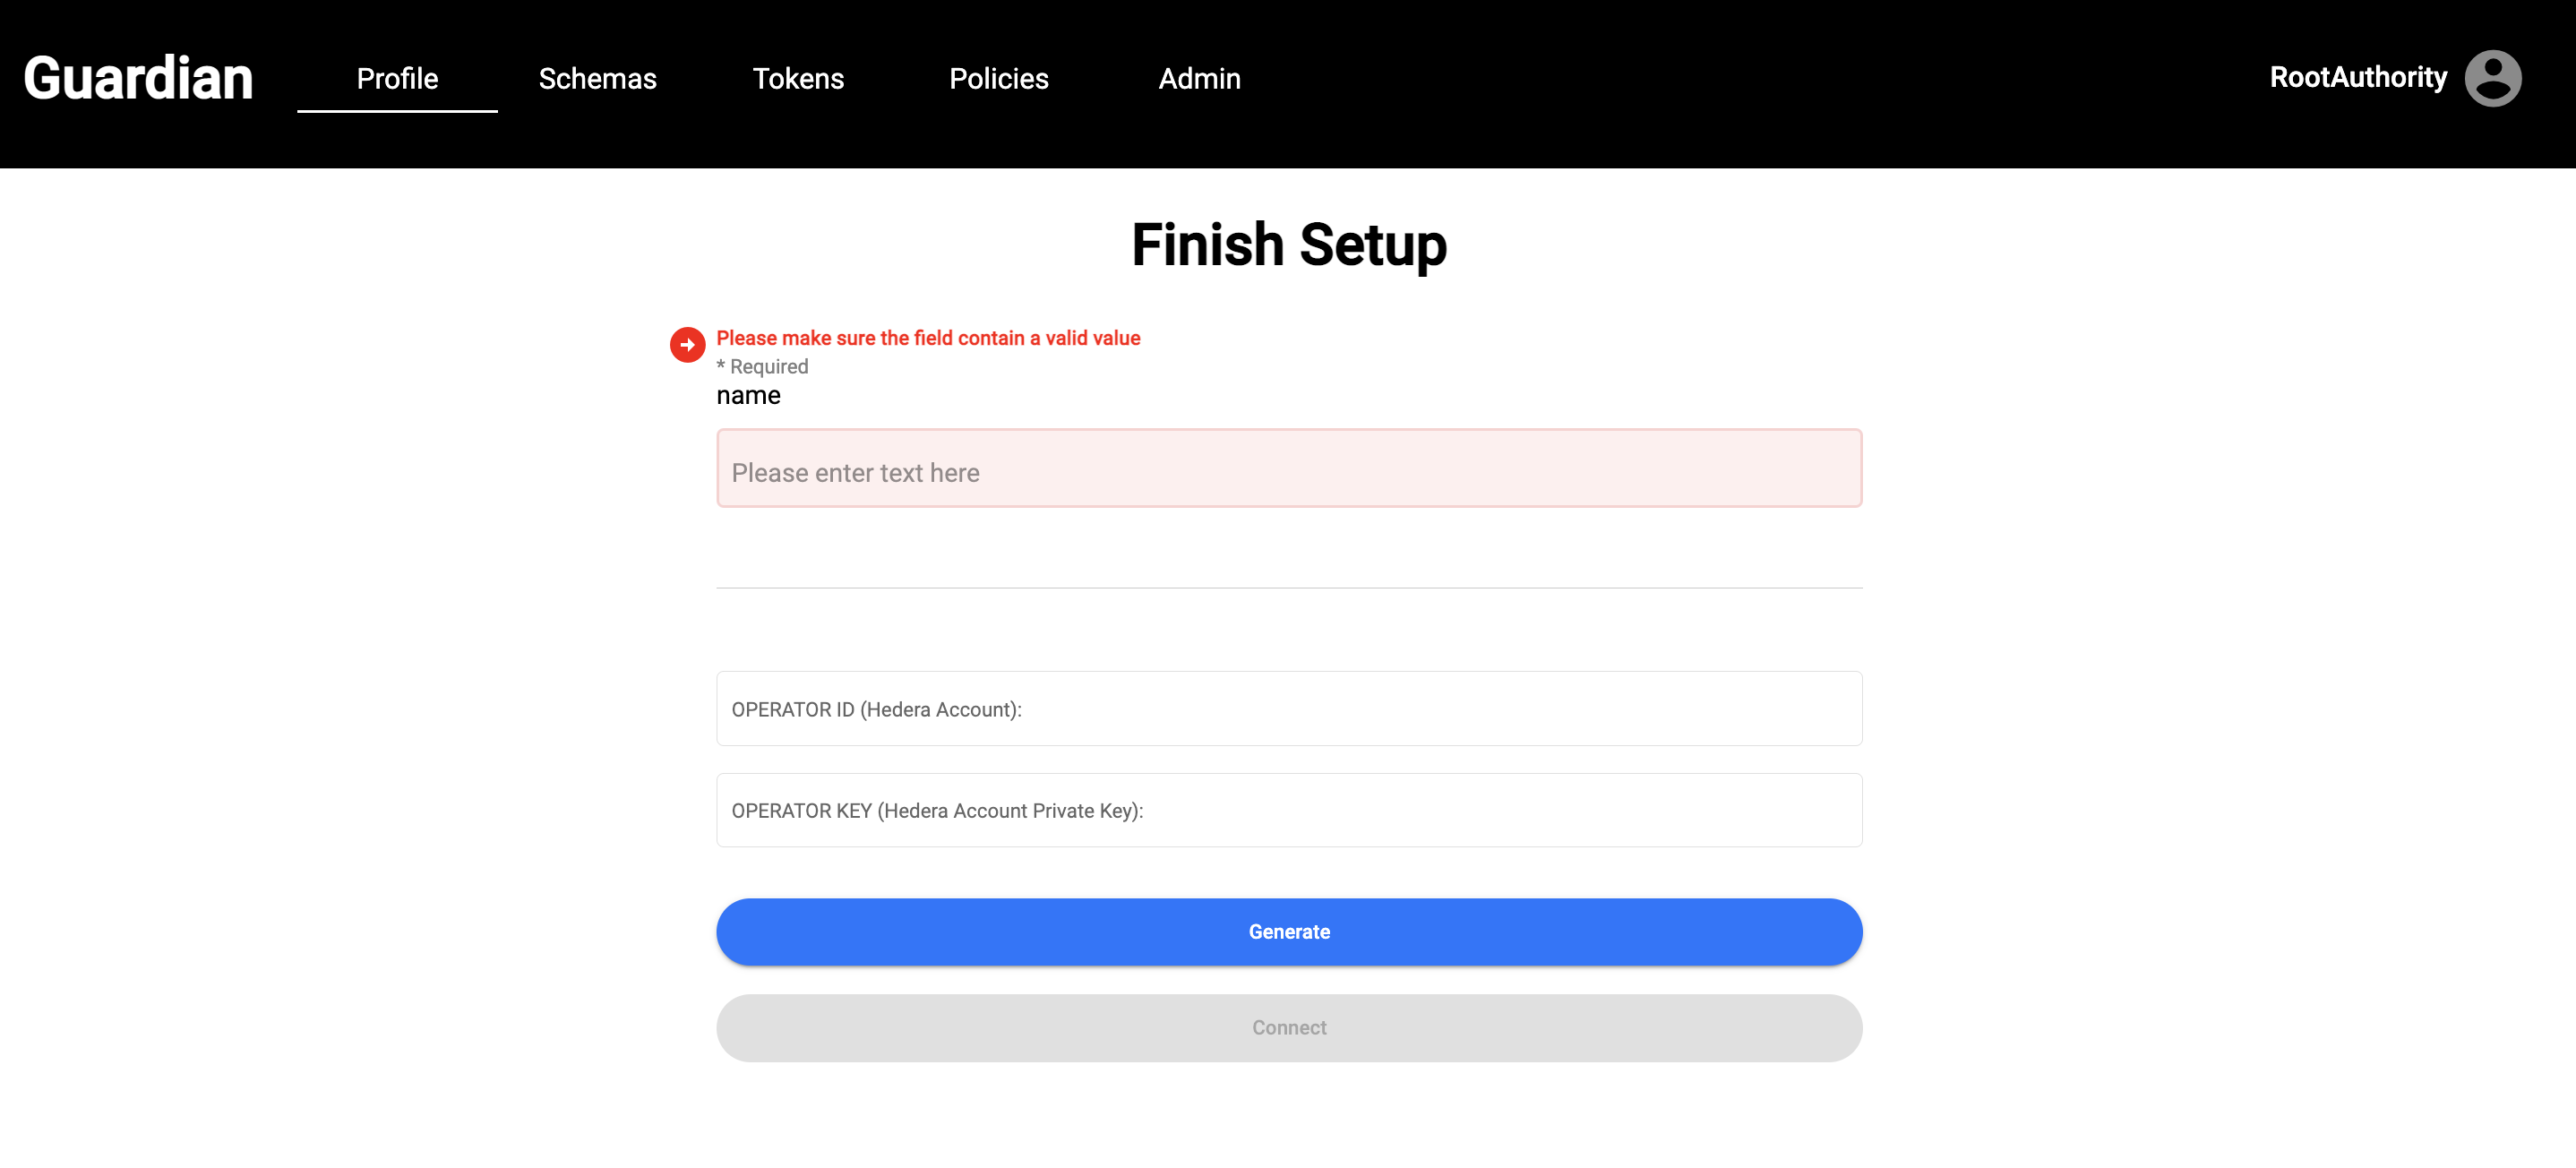 Guardian Profile Schemas Tokens Policies Admin RootAuthority
Finish Setup
Please make sure the field contain a valid value
* Required
name
Please enter text here
OPERATOR ID (Hedera Account):
OPERATOR KEY (Hedera Account Private Key):
Generate
Connect